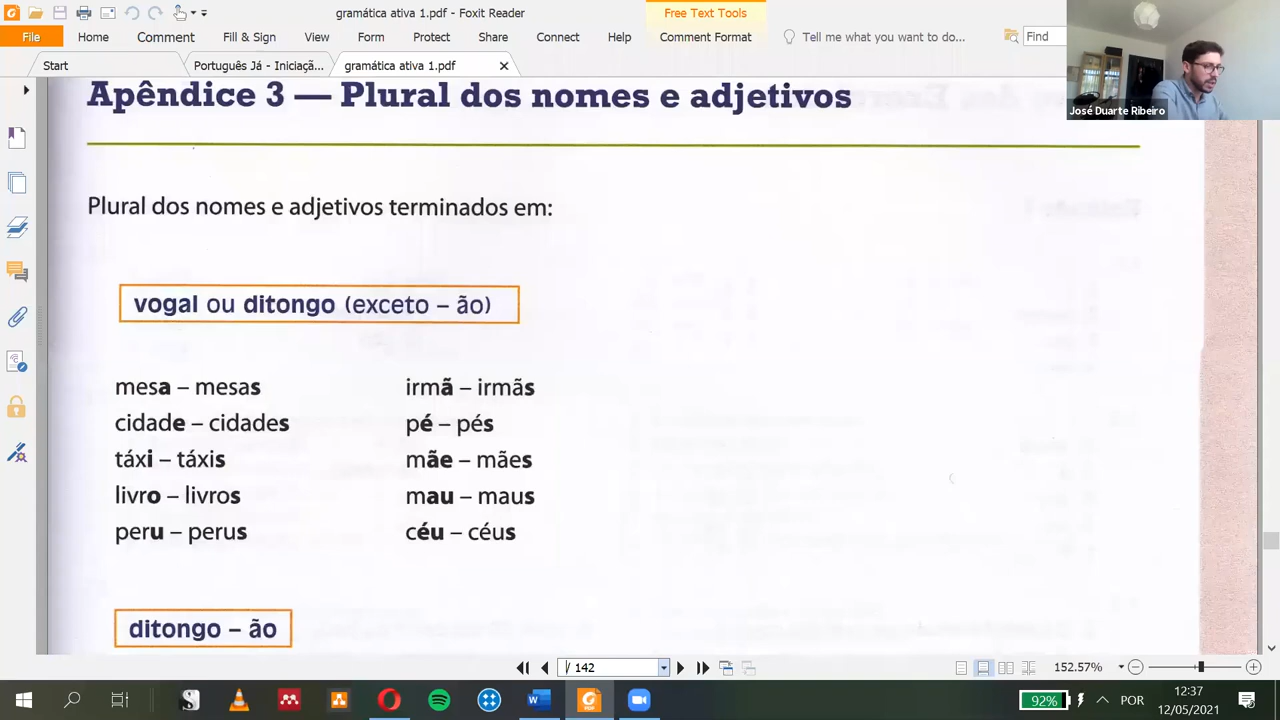 gramática ativa 1.pdf - Foxit Reader
Free Text Tools
File Home Comment Fill & Sign View Form Protect Share Connect Help Comment Format Tell me what you want to do... Find
Start Português Já - Iniciaçã... gramática ativa 1.pdf
José Duarte Ribeiro
Apêndice 3 — Plural dos nomes e adjetivos
Plural dos nomes e adjetivos terminados em:
vogal ou ditongo (exceto – ão)
mesa – mesas
cidade – cidades
táxi – táxis
livro – livros
peru – perus
irmã – irmãs
pé – pés
mãe – mães
mau – maus
céu – céus
ditongo – ão
/ 142
152.57%
92%
POR
12:37
12/05/2021